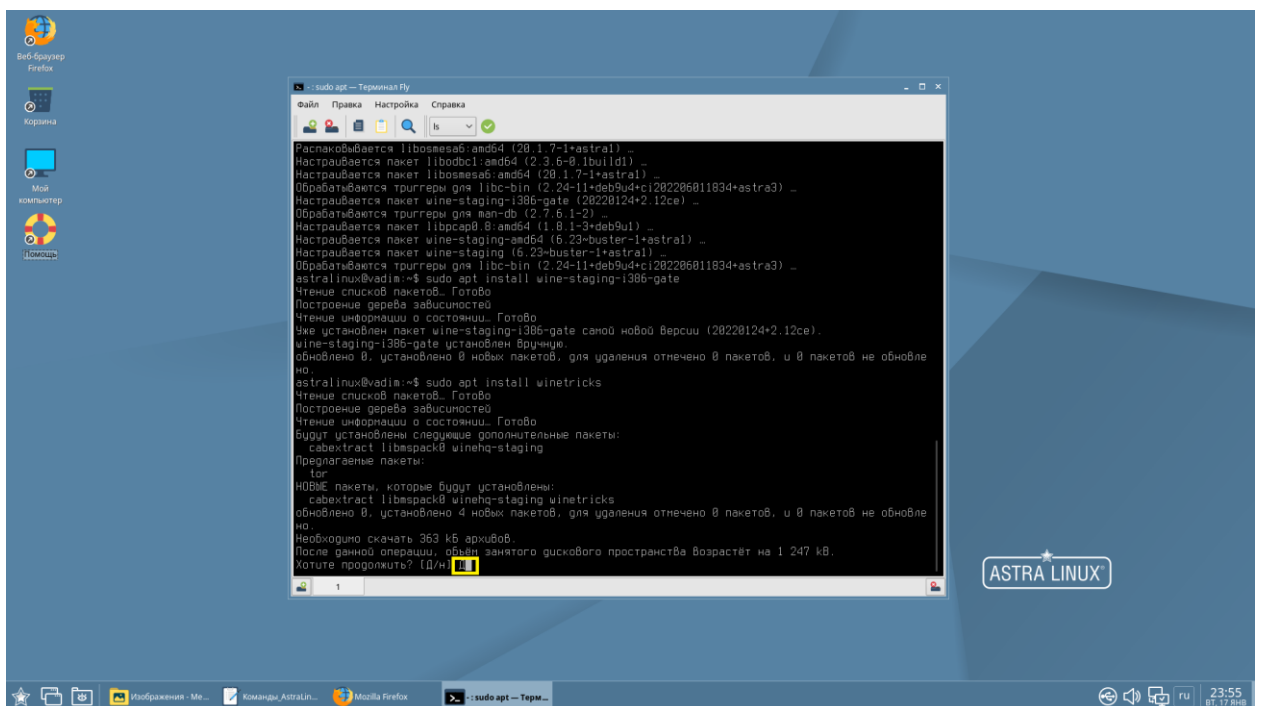 Веб-браузер
Firefox
Корзина
Мой
компьютер
Помощь
- : sudo apt — Терминал Fly
Файл Правка Настройка Справка
ls
Распаковывается libosmesa6:amd64 (20.1.7-1+astra1) …
Настраивается пакет libodbc1:amd64 (2.3.6-0.1build1) …
Настраивается пакет libosmesa6:amd64 (20.1.7-1+astra1) …
Обрабатываются триггеры для libc-bin (2.24-11+deb9u4+ci202206011834+astra3) …
Настраивается пакет wine-staging-i386-gate (20220124+2.12ce) …
Обрабатываются триггеры для man-db (2.7.6.1-2) …
Настраивается пакет libpcap0.8:amd64 (1.8.1-3+deb9u1) …
Настраивается пакет wine-staging-amd64 (6.23~buster-1+astra1) …
Настраивается пакет wine-staging (6.23~buster-1+astra1) …
Обрабатываются триггеры для libc-bin (2.24-11+deb9u4+ci202206011834+astra3) …
astralinux@vadim:~$ sudo apt install wine-staging-i386-gate
Чтение списков пакетов… Готово
Построение дерева зависимостей
Чтение информации о состоянии… Готово
Уже установлен пакет wine-staging-i386-gate самой новой версии (20220124+2.12ce).
wine-staging-i386-gate установлен вручную.
обновлено 0, установлено 0 новых пакетов, для удаления отмечено 0 пакетов, и 0 пакетов не обновле
но.
astralinux@vadim:~$ sudo apt install winetricks
Чтение списков пакетов… Готово
Построение дерева зависимостей
Чтение информации о состоянии… Готово
Будут установлены следующие дополнительные пакеты:
cabextract libmspack0 winehq-staging
Предлагаемые пакеты:
tor
НОВЫЕ пакеты, которые будут установлены:
cabextract libmspack0 winehq-staging winetricks
обновлено 0, установлено 4 новых пакетов, для удаления отмечено 0 пакетов, и 0 пакетов не обновле
но.
Необходимо скачать 363 kБ архивов.
После данной операции, объём занятого дискового пространства возрастёт на 1 247 kB.
Хотите продолжить? [Д/н] Д
1
ASTRA LINUX®
Изображения - Ме...
Команды_AstraLin...
Mozilla Firefox
- : sudo apt — Терм...
ru
23:55
ВТ, 17 ЯНВ